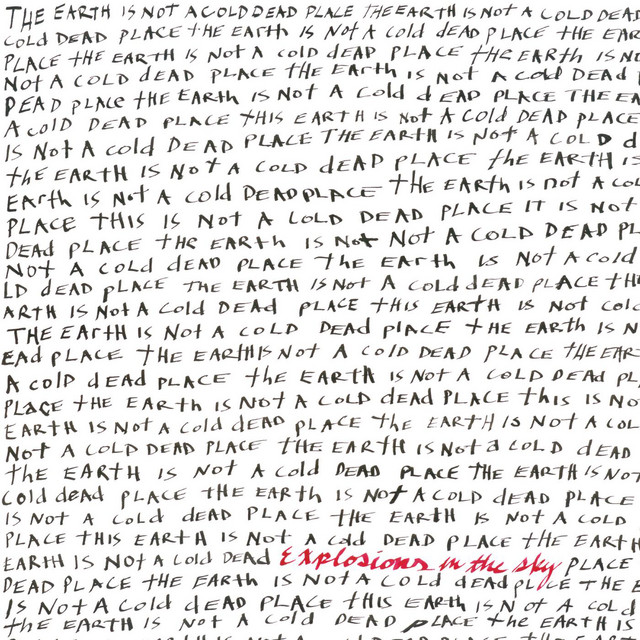 THE EARTH IS NOT A COLD DEAD PLACE THE EARTH IS NOT A COLD DEAD
COLD DEAD PLACE tHE EARTH IS NOT A cold dEAD PLACE THE EAR
PLACE tHE EARTH IS Not A cold dEAD PLACE tHE EARTH IS NO
Not A COLD dEAD PLACE tHE EARth is not A cold DEAD
DEAD place tHE EARth IS Not A Cold dEAD PLACE THE EA
A colD DEAD PLACE tHIS EARTH IS Not A Cold DEAD PLACE
IS Not A cold DEAD PLACE THE EARTH IS Not A COLD d
tHE EARTH IS NOT A COLD dEAD PLACE tHE EARTH IS
EARTH IS Not A cold DEAD PLACE tHE EARTH is not A co
PLACE THIS IS NOT A COLD DEAD PLACE IT IS NOt
DEAd PLACE tHE EARtH IS Not Not A COLD DEAD PL
Not A cold dEAD PLACE tHE EARtH is Not A cold
LD dEAD place tHE EARTH IS Not A cold dEAD PLACE tH
ARTH IS Not A Cold DEAD PLACE tHIS EARTH IS Not col
THE EARtH IS Not A COLD DEAD plACE tHE EARTH IS N
EAd PLACE tHE EARtH IS Not A COLD DEAD PLACE tHE EAR
A cOlD dEAD PLACE tHE EARtH IS Not A COLD DEAd PL
PLAcE tHE EARtH IS Not A cold dEAD PLACE tHIS IS NO
EARTH IS Not A cold dEAD PLACE tHE EARTH IS Not A COL
Not A COLD DEAD PLACE tHE EARTH IS Not a cOLD dEAD
tHE EARTH IS NOT A cold DEAD PLACE tHE EARTH IS NOT
Cold dead PLACE tHE EARTH IS NOt A COLD dEAD PLACE
IS NOT A cold dEAD PLACE tHE EARTH IS NOT A COLD
PLACE THIS EARTH IS Not A cold DEAD PLACE tHE EARtH
EARTH IS NOt A cold DEAD Explosions in the sky PLACE
DEAD PLACE tHE EARTH IS NOT A COLD dEAd plACE tHE E
IS NOt A Cold dEAD PLACE tHIS EARTH IS NOt A cold
tHE EARTH IS Not A cold DEAD pLACE tHE EARTH IS